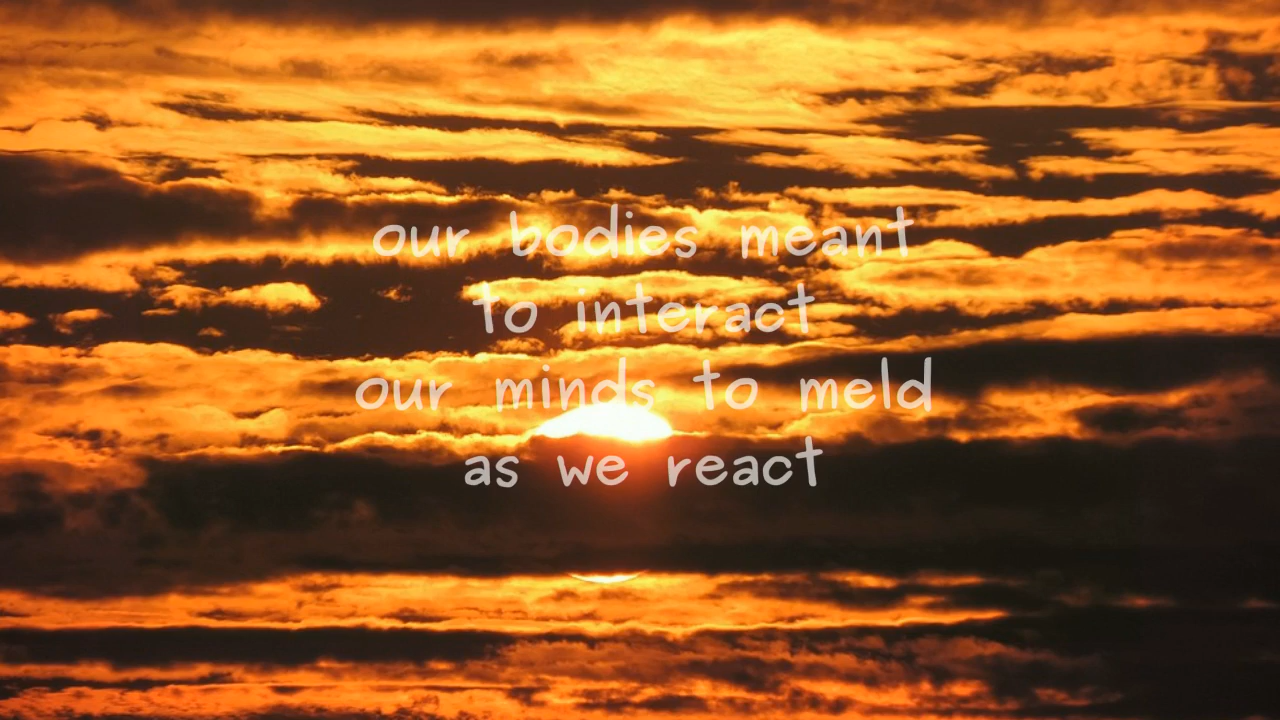 our bodies meant
to interact
our minds to meld
as we react